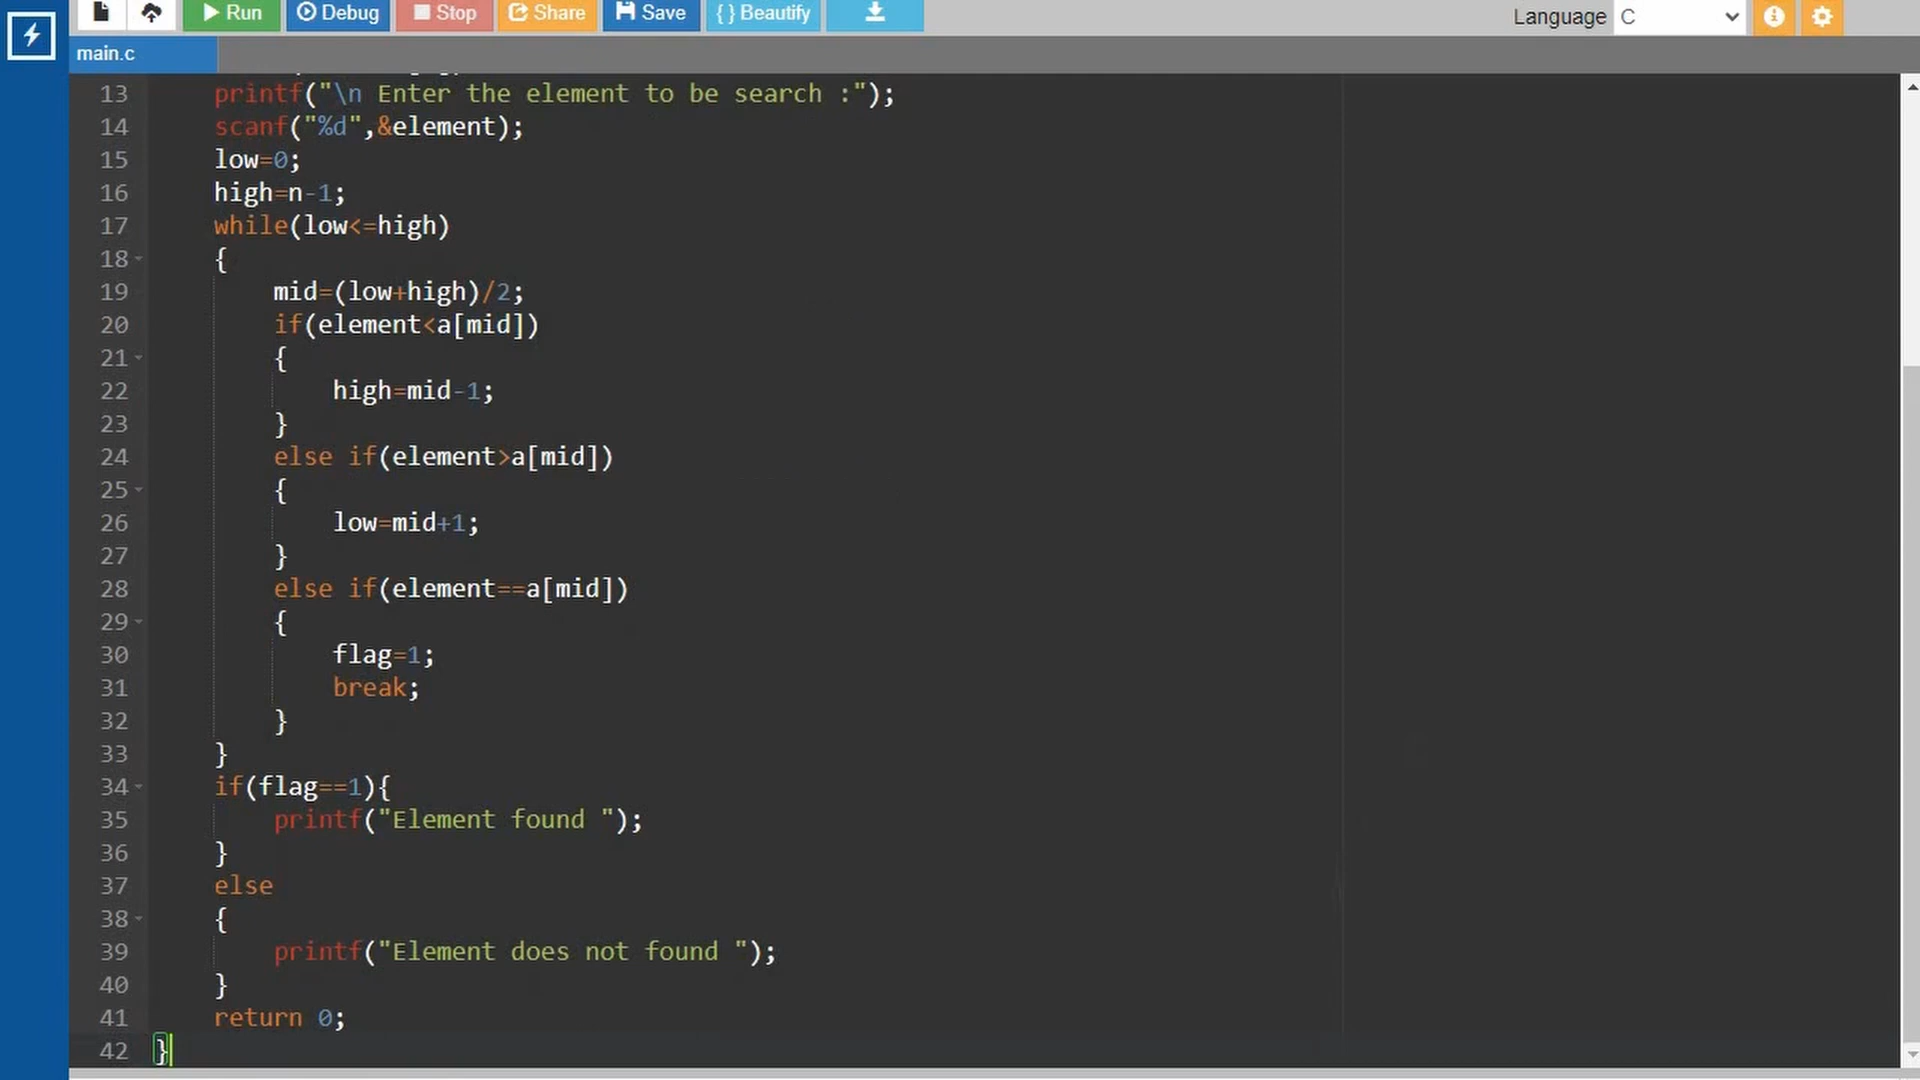 Run Debug Stop Share Save { } Beautify Language C
main.c
13 printf("\n Enter the element to be search :");
14 scanf("%d",&element);
15 low=0;
16 high=n-1;
17 while(low<=high)
18 {
19 mid=(low+high)/2;
20 if(element<a[mid])
21 {
22 high=mid-1;
23 }
24 else if(element>a[mid])
25 {
26 low=mid+1;
27 }
28 else if(element==a[mid])
29 {
30 flag=1;
31 break;
32 }
33 }
34 if(flag==1){
35 printf("Element found ");
36 }
37 else
38 {
39 printf("Element does not found ");
40 }
41 return 0;
42 }